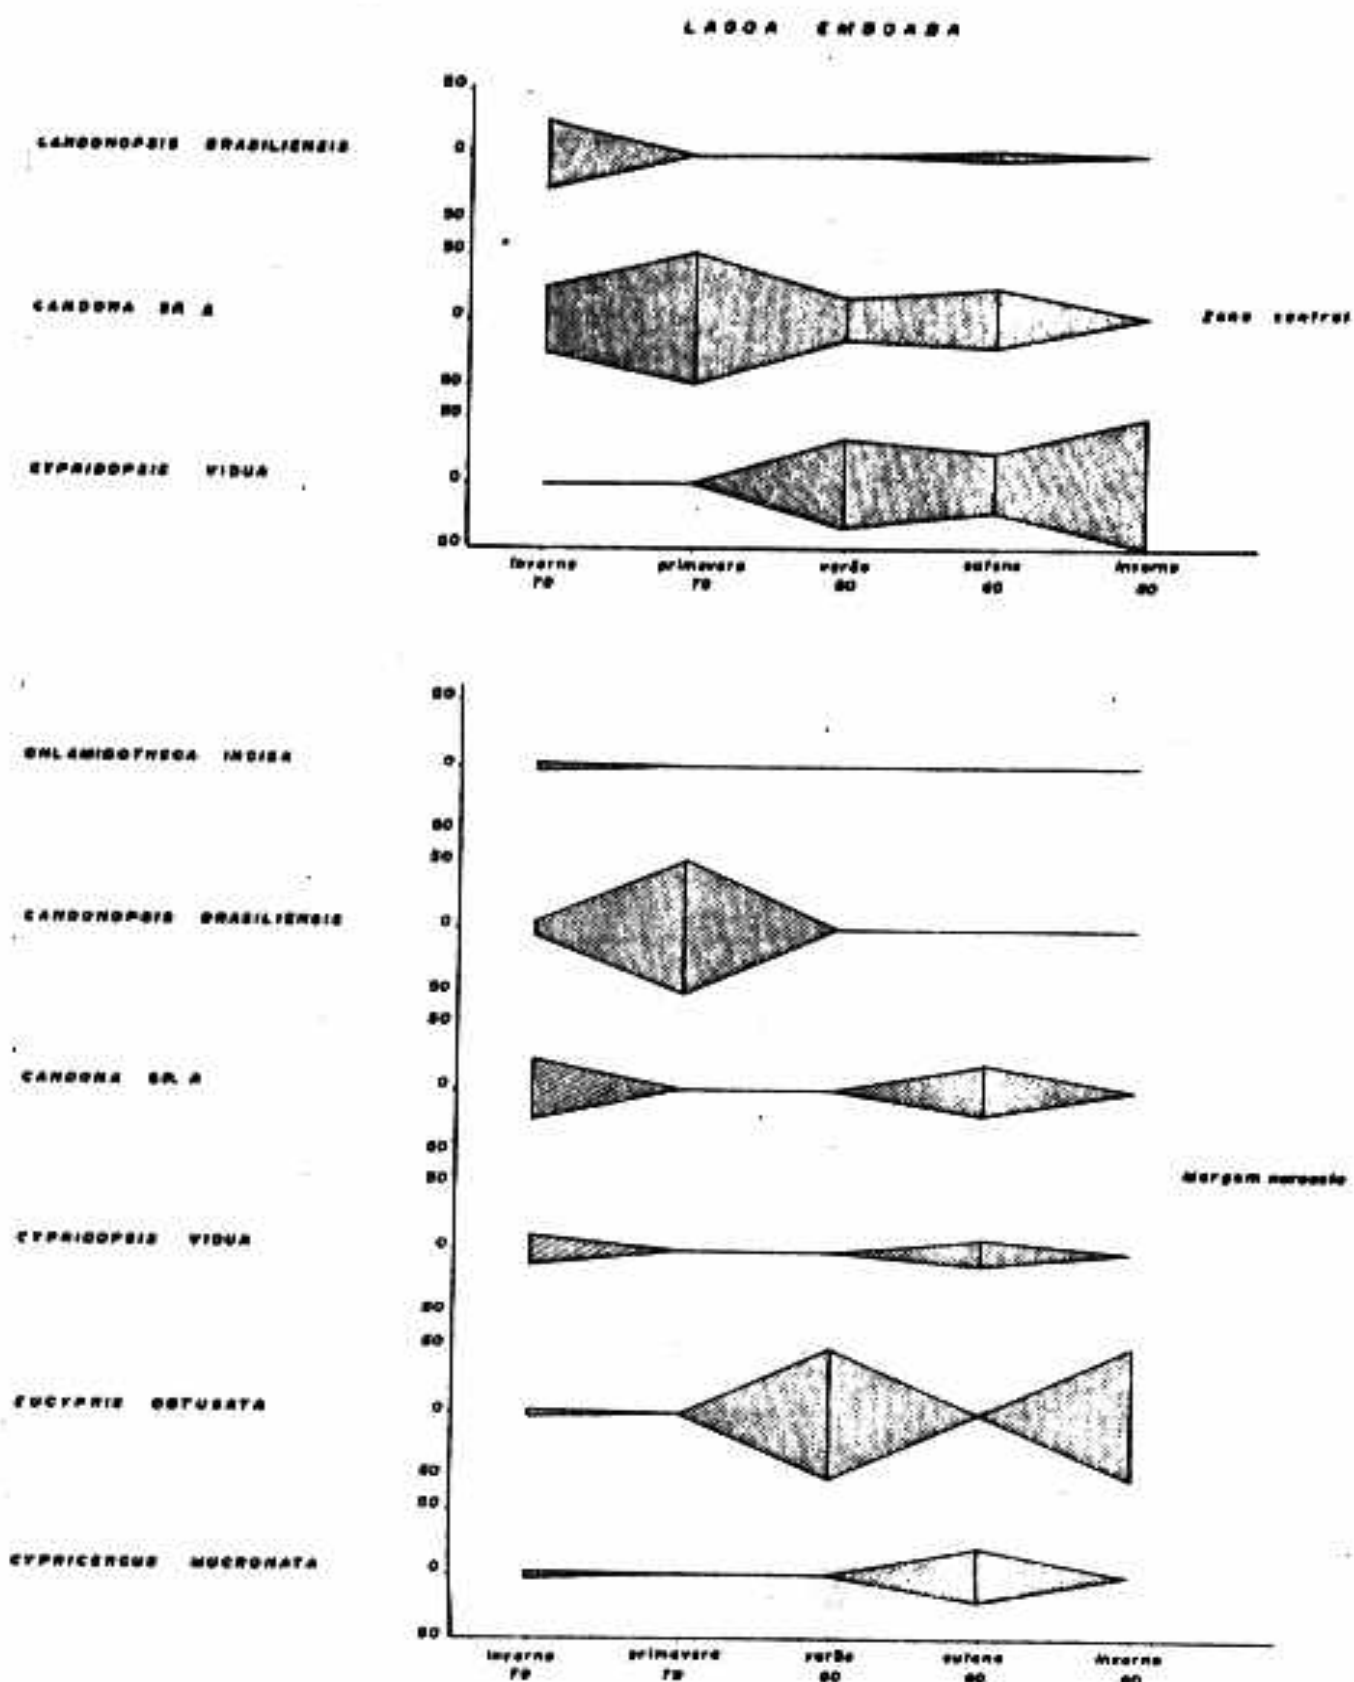 LAGOA EMBOABA
50
CANDONOPSIS BRASILIENSIS
0
50
50
CANDONA SP. A
0
Zona central
50
50
CYPRIDOPSIS VIDUA
0
50
inverno primavera verão outono inverno
79 79 80 80 80
50
CHLAMIDOTHECA INCISA
0
50
50
CANDONOPSIS BRASILIENSIS
0
50
50
CANDONA SP. A
0
50
50
Margem noroeste
CYPRIDOPSIS VIDUA
0
50
50
EUCYPRIS OBTUSATA
0
50
50
CYPRICERCUS MUCRONATA
0
50
inverno primavera verão outono inverno
79 79 80 80 80